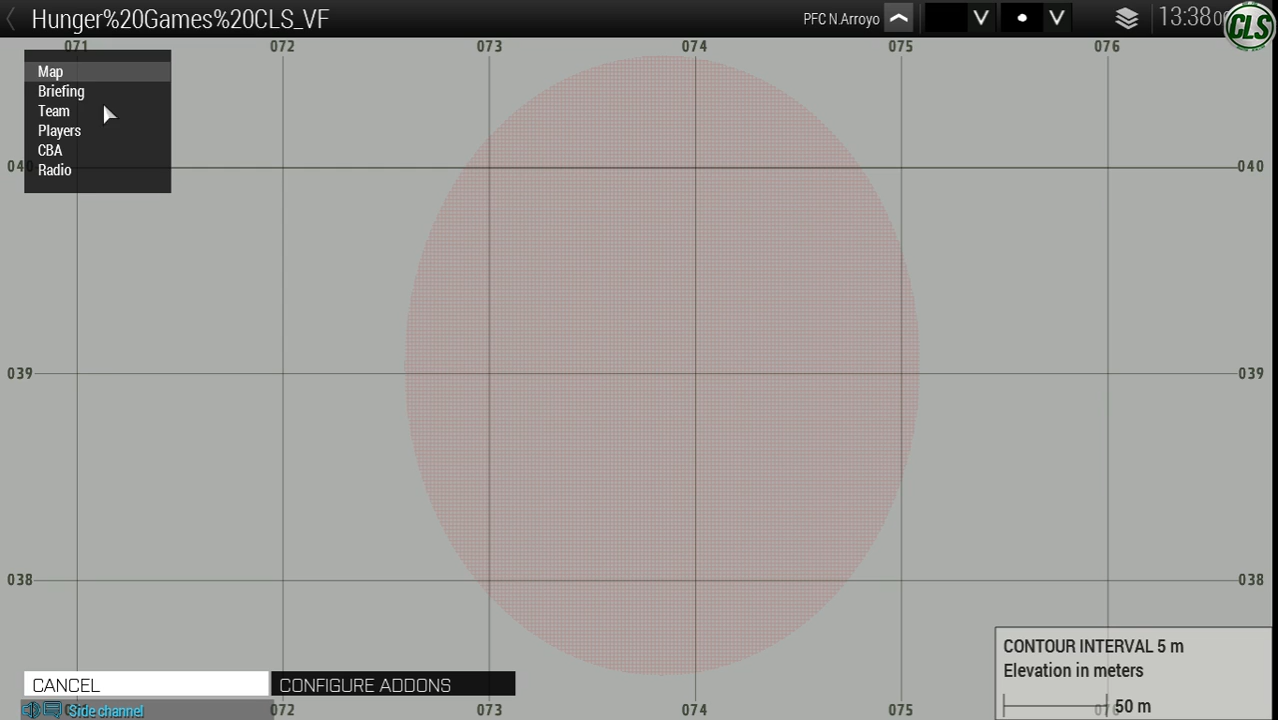 Hunger%20Games%20CLS_VF
PFC N.Arroyo
13:38
CLS
071 072 073 074 075 076
Map
Briefing
Team
Players
CBA
Radio
040 040
039 039
038 038
CONTOUR INTERVAL 5 m
Elevation in meters
50 m
CANCEL
CONFIGURE ADDONS
Side channel
072 073 074 075 076